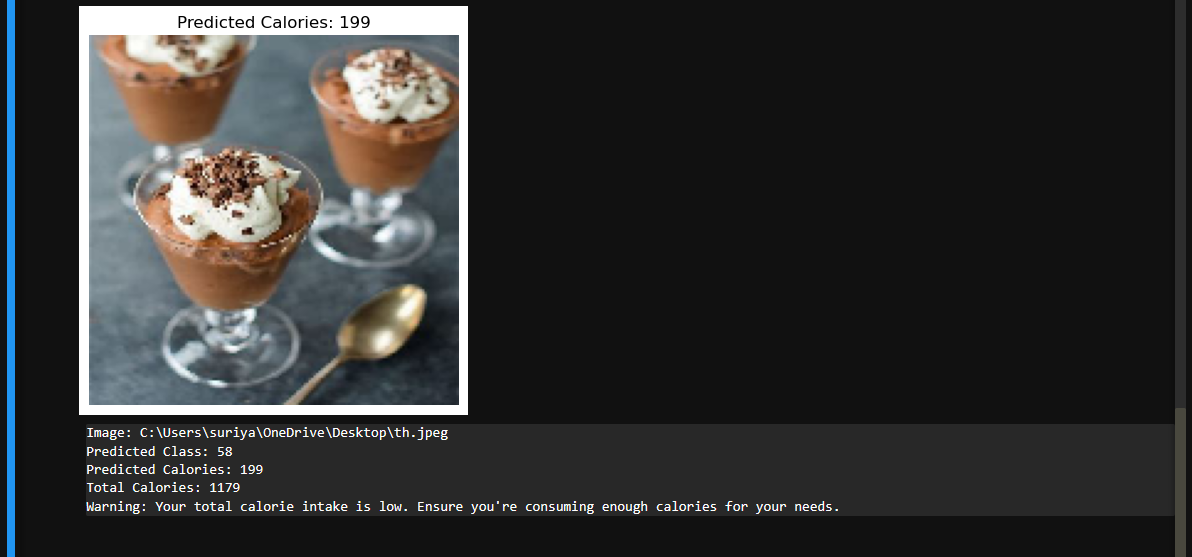 Predicted Calories: 199
Image: C:\Users\suriya\OneDrive\Desktop\th.jpeg
Predicted Class: 58
Predicted Calories: 199
Total Calories: 1179
Warning: Your total calorie intake is low. Ensure you're consuming enough calories for your needs.